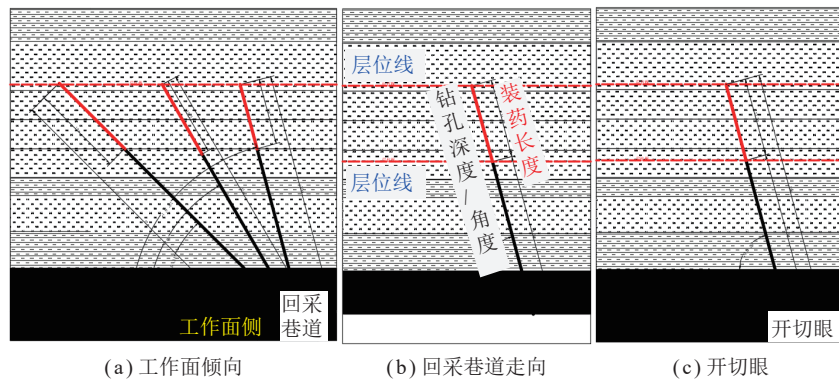 层位线
层位线
钻孔深度/角度
装药长度
工作面侧
回采
巷道
开切眼
(a) 工作面倾向
(b) 回采巷道走向
(c) 开切眼